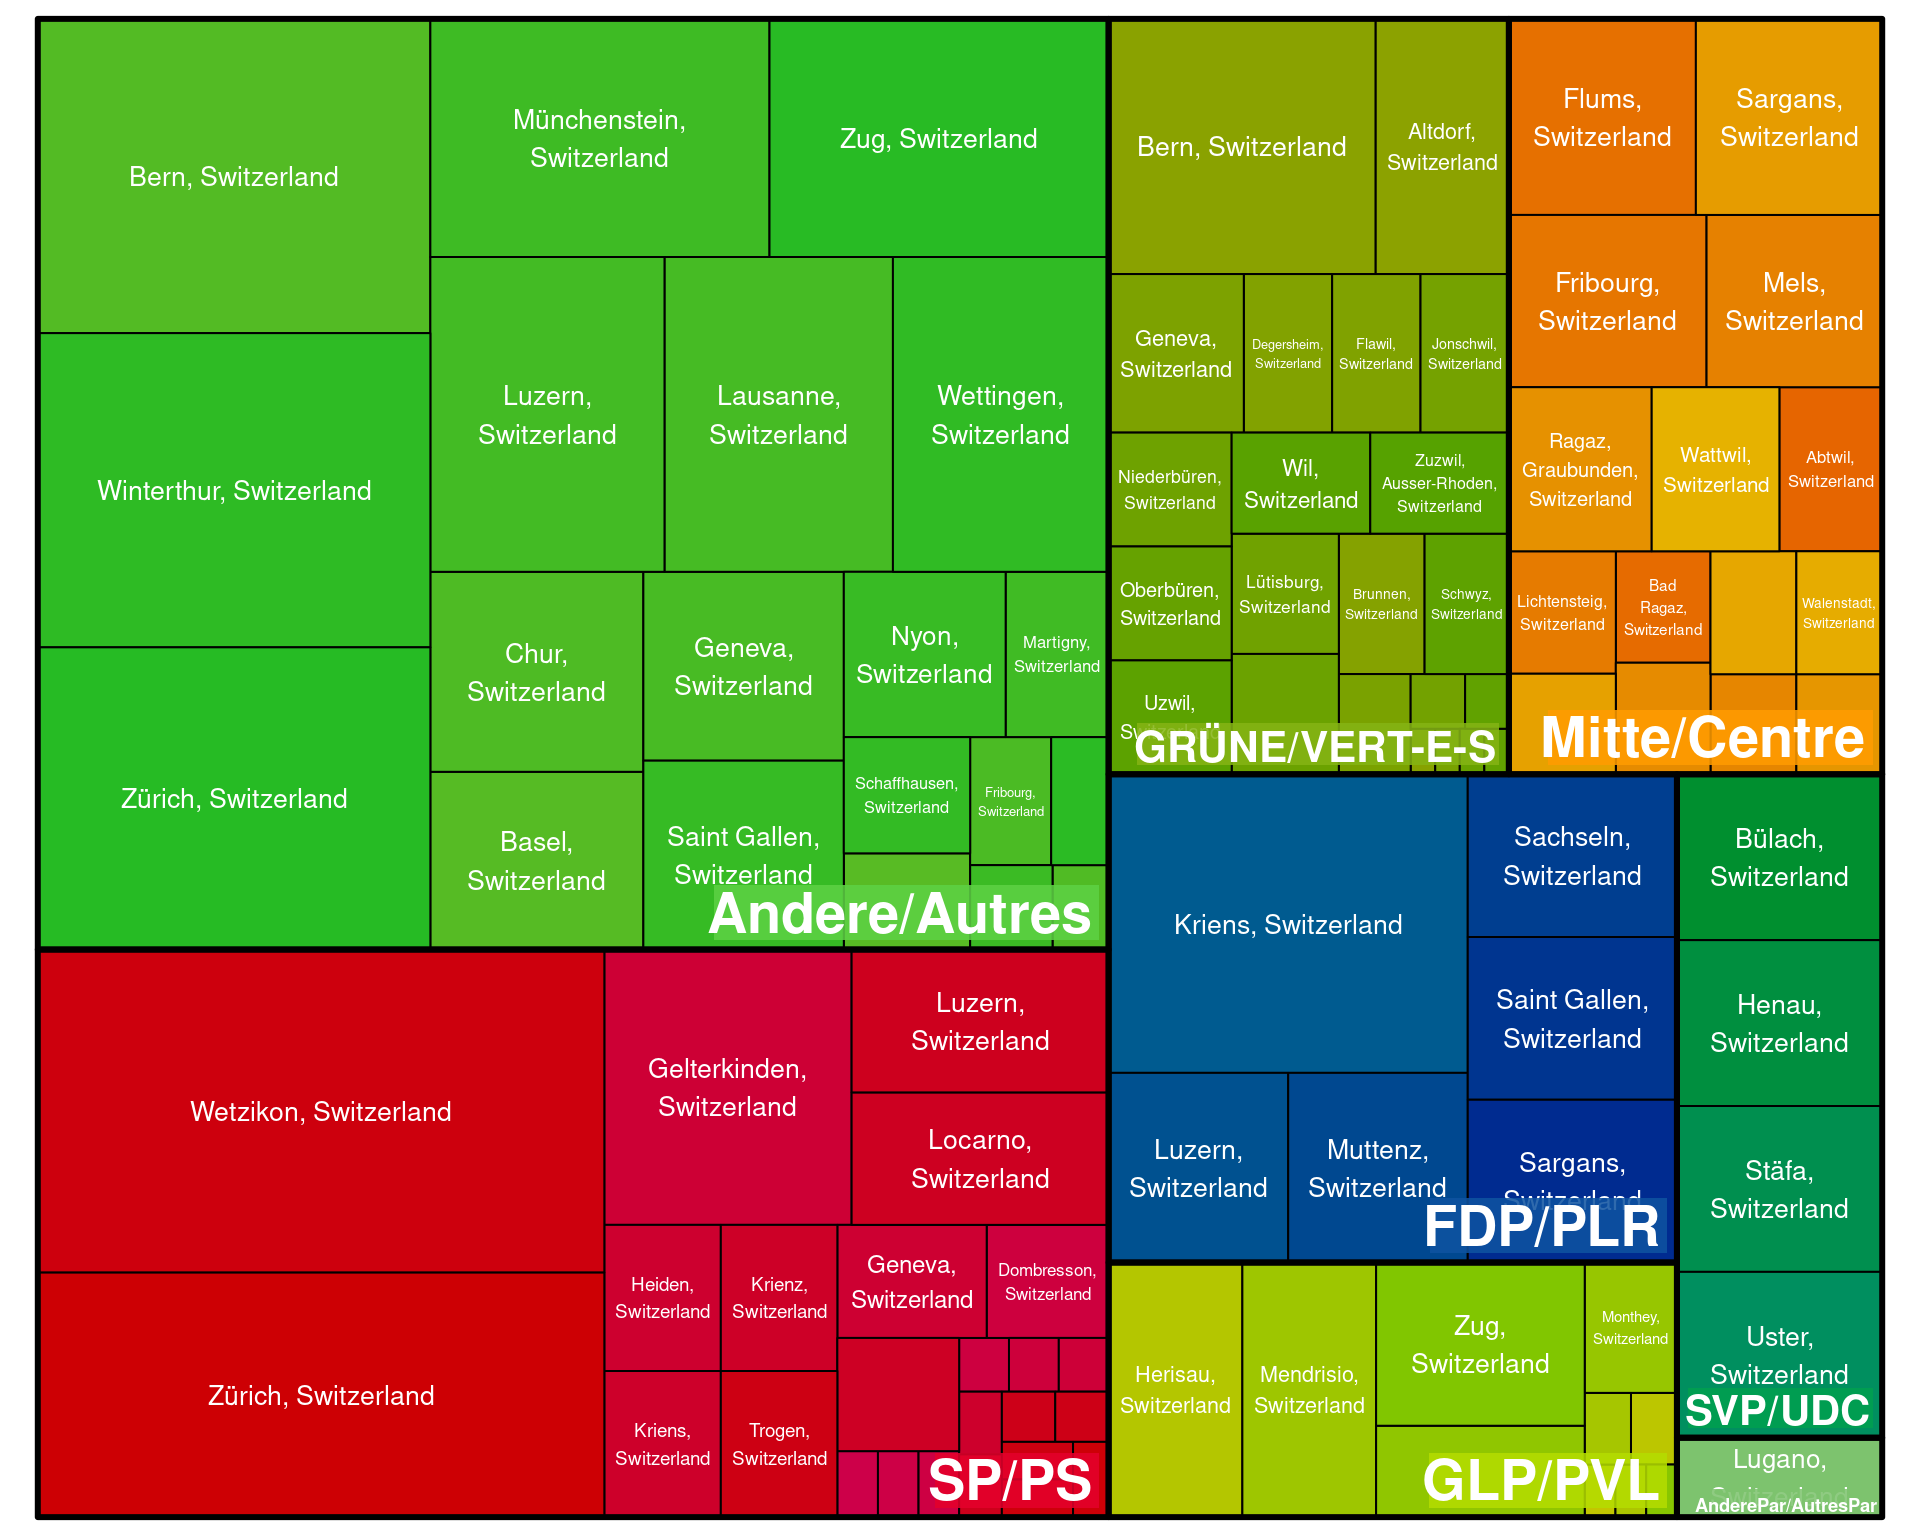 Bern, Switzerland
Münchenstein,
Switzerland
Zug, Switzerland
Winterthur, Switzerland
Luzern,
Switzerland
Lausanne,
Switzerland
Wettingen,
Switzerland
Zürich, Switzerland
Chur,
Switzerland
Geneva,
Switzerland
Nyon,
Switzerland
Martigny,
Switzerland
Basel,
Switzerland
Saint Gallen,
Switzerland
Schaffhausen,
Switzerland
Fribourg,
Switzerland
Andere/Autres
Wetzikon, Switzerland
Zürich, Switzerland
Gelterkinden,
Switzerland
Luzern,
Switzerland
Locarno,
Switzerland
Heiden,
Switzerland
Krienz,
Switzerland
Geneva,
Switzerland
Dombresson,
Switzerland
Kriens,
Switzerland
Trogen,
Switzerland
SP/PS
Bern, Switzerland
Altdorf,
Switzerland
Geneva,
Switzerland
Degersheim,
Switzerland
Flawil,
Switzerland
Jonschwil,
Switzerland
Niederbüren,
Switzerland
Wil,
Switzerland
Zuzwil,
Ausser-Rhoden,
Switzerland
Oberbüren,
Switzerland
Lütisburg,
Switzerland
Brunnen,
Switzerland
Schwyz,
Switzerland
Uzwil,
Switzerland
GRÜNE/VERT-E-S
Flums,
Switzerland
Sargans,
Switzerland
Fribourg,
Switzerland
Mels,
Switzerland
Ragaz,
Graubunden,
Switzerland
Wattwil,
Switzerland
Abtwil,
Switzerland
Lichtensteig,
Switzerland
Bad
Ragaz,
Switzerland
Walenstadt,
Switzerland
Mitte/Centre
Kriens, Switzerland
Sachseln,
Switzerland
Saint Gallen,
Switzerland
Luzern,
Switzerland
Muttenz,
Switzerland
Sargans,
Switzerland
FDP/PLR
Herisau,
Switzerland
Mendrisio,
Switzerland
Zug,
Switzerland
Monthey,
Switzerland
GLP/PVL
Bülach,
Switzerland
Henau,
Switzerland
Stäfa,
Switzerland
Uster,
Switzerland
SVP/UDC
Lugano,
Switzerland
AnderePar/AutresPar